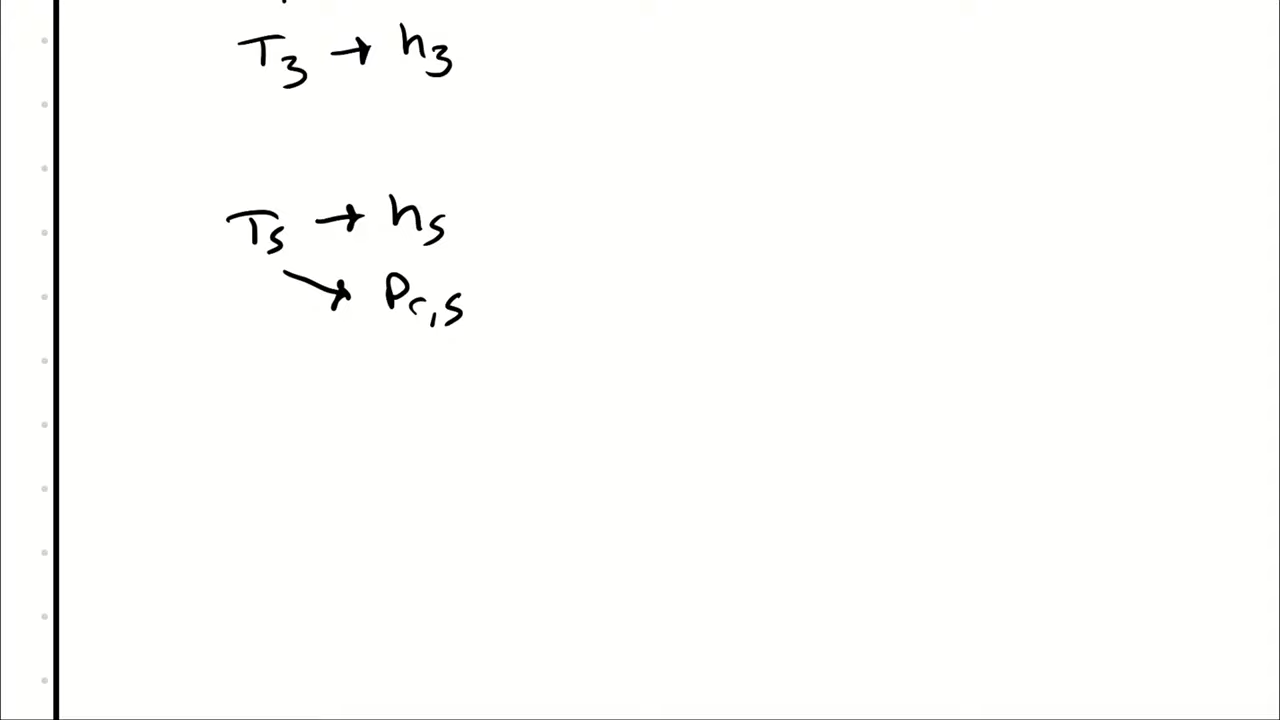 T₃ → h₃
T₅ → h₅
↘ Pr,5